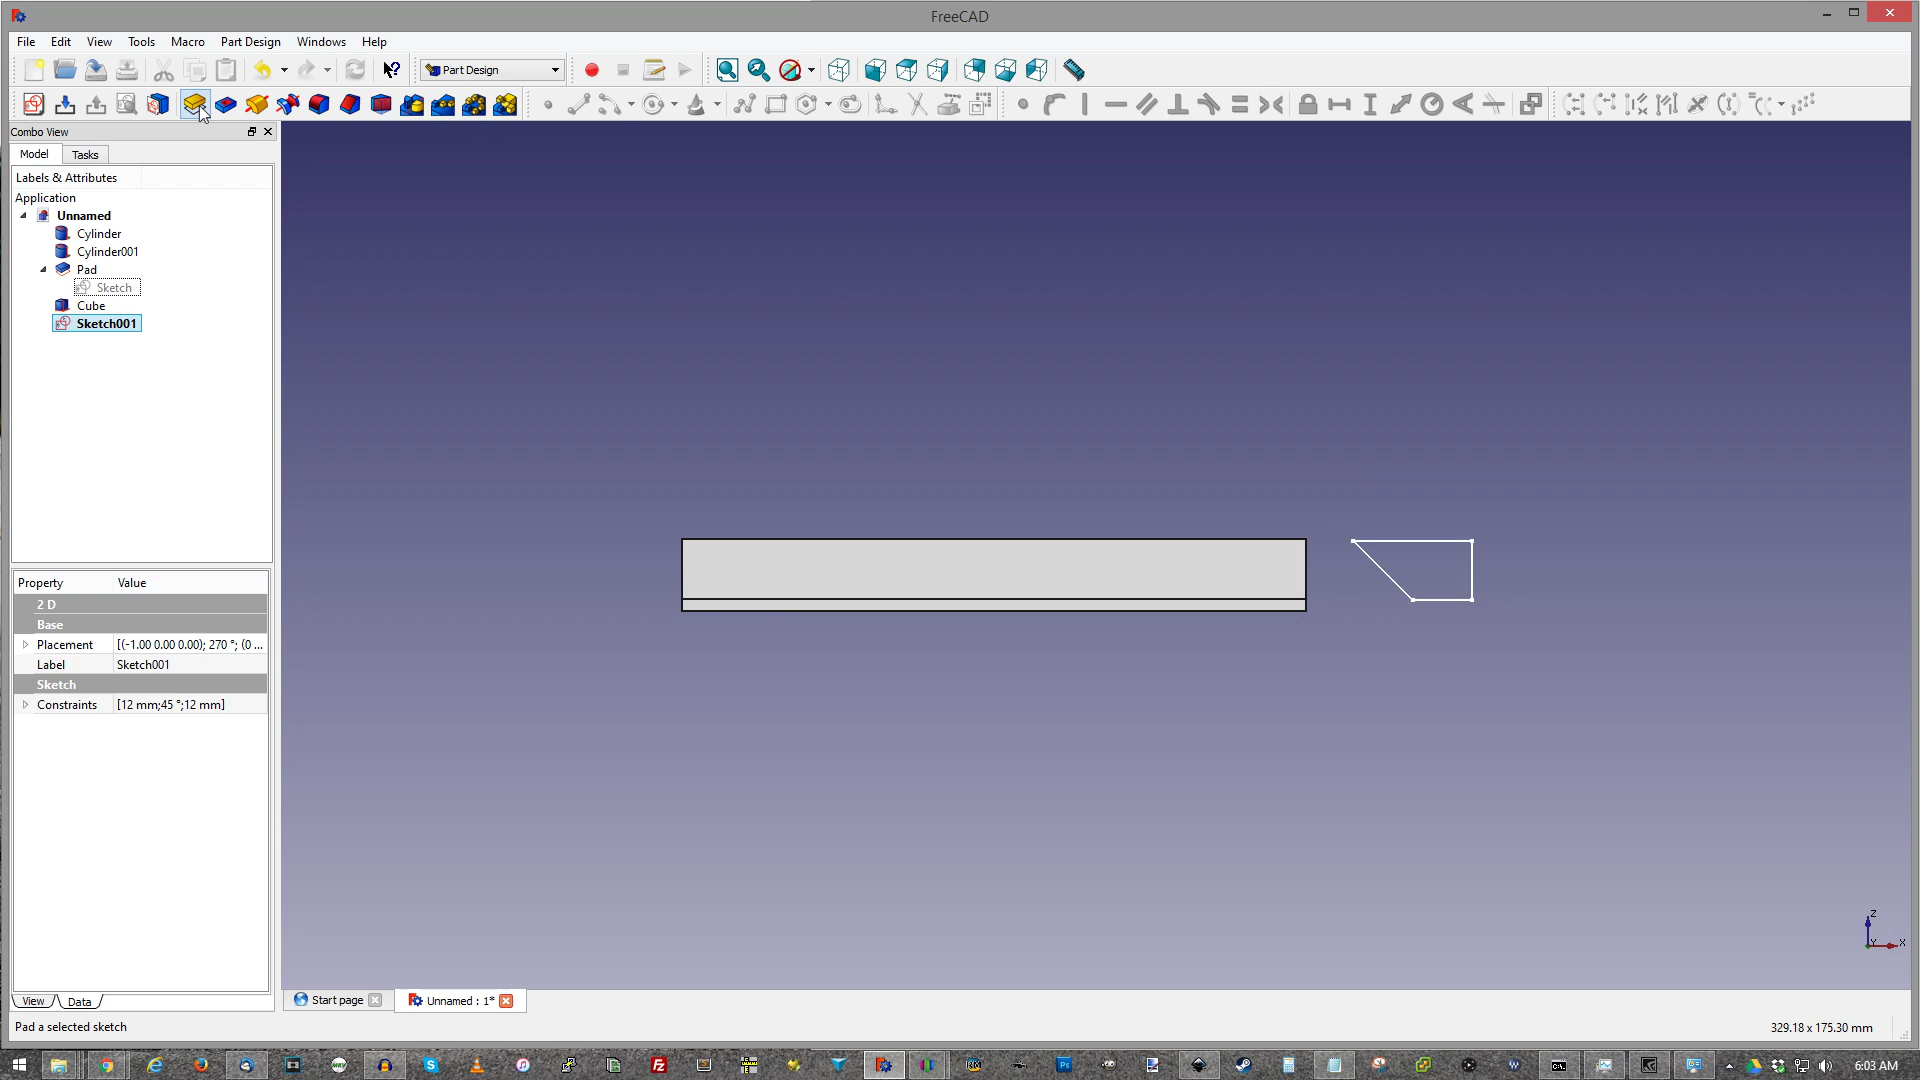 FreeCAD
File Edit View Tools Macro Part Design Windows Help
Part Design
Combo View
Model Tasks
Labels & Attributes
Application
Unnamed
Cylinder
Cylinder001
Pad
Sketch
Cube
Sketch001
Property Value
2 D
Base
Placement [(-1.00 0.00 0.00); 270 °; (0 ...
Label Sketch001
Sketch
Constraints [12 mm;45 °;12 mm]
Z
Y X
View Data
Start page Unnamed : 1*
Pad a selected sketch 329.18 x 175.30 mm
6:03 AM